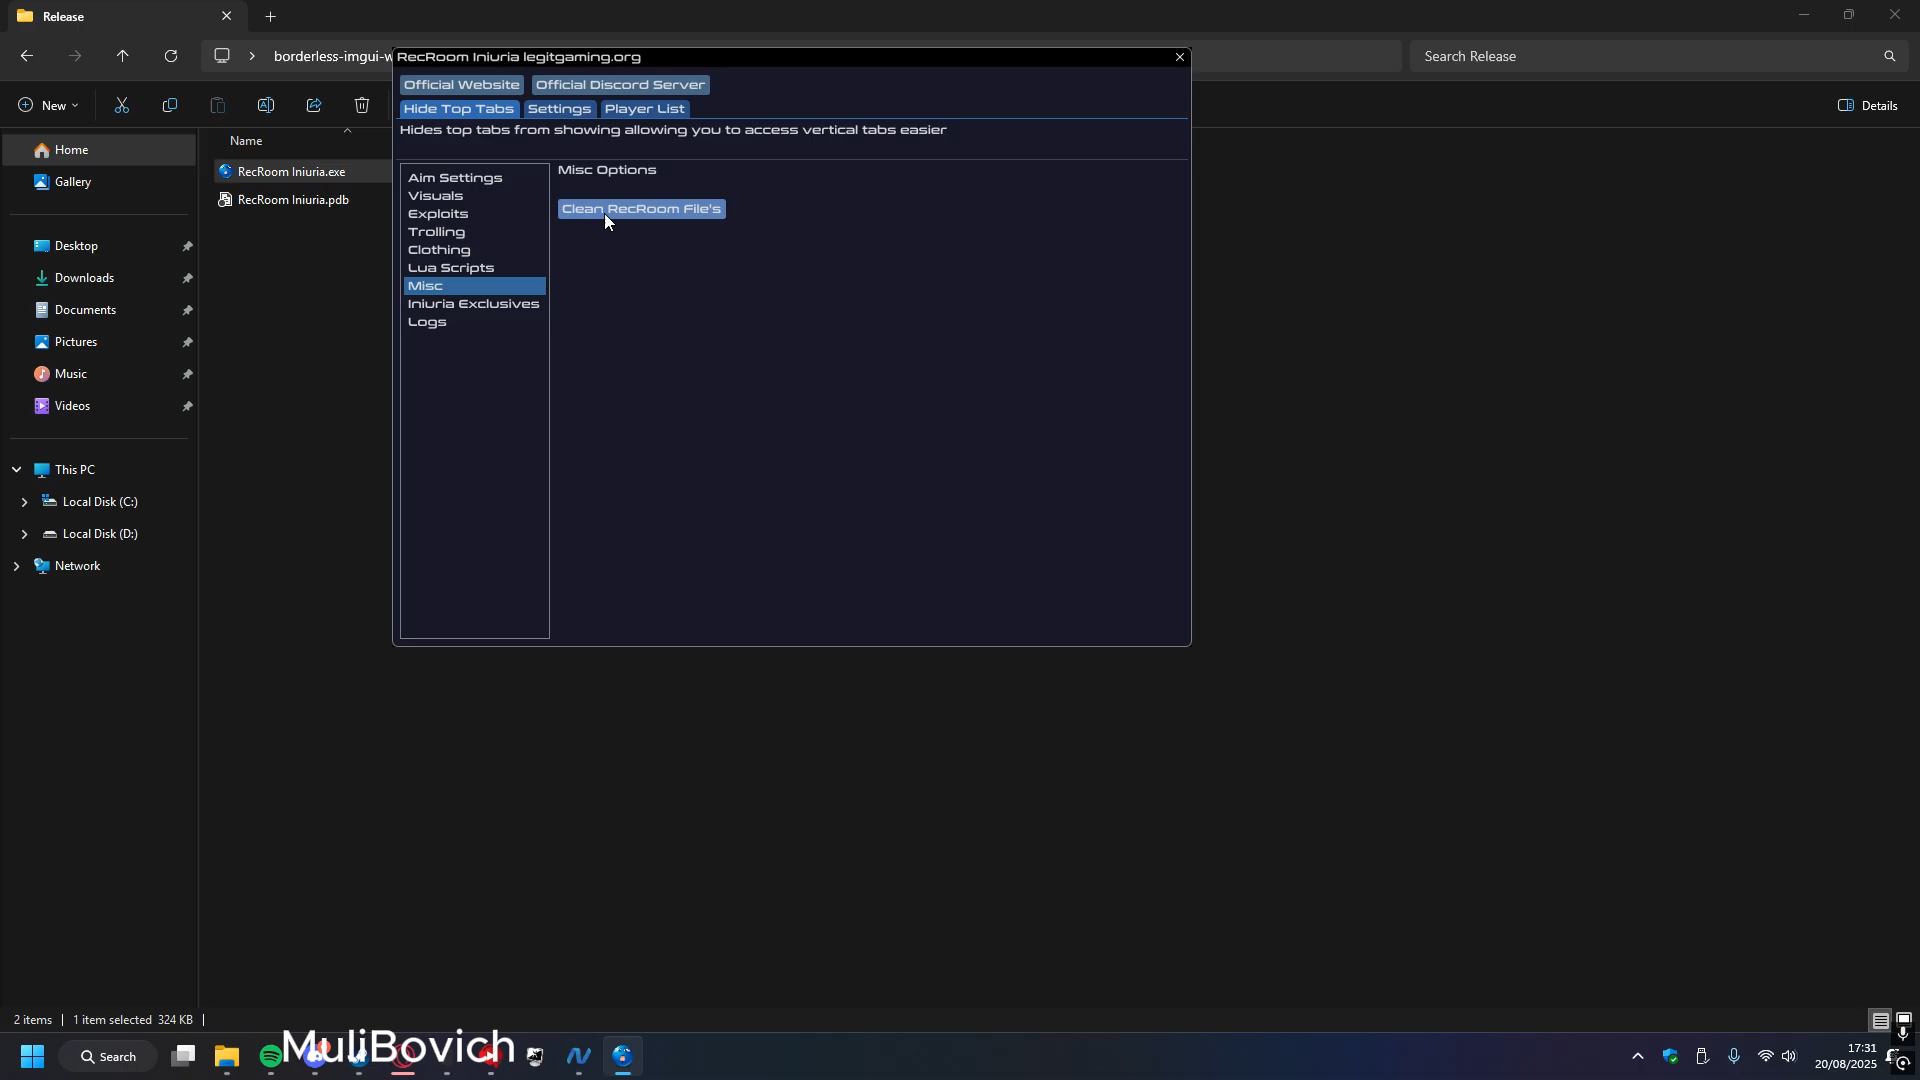 Release
borderless-imgui-w
Search Release
New
Details
Home
Gallery
Desktop
Downloads
Documents
Pictures
Music
Videos
This PC
Local Disk (C:)
Local Disk (D:)
Network
Name
RecRoom Iniuria.exe
RecRoom Iniuria.pdb
RecRoom Iniuria legitgaming.org
Official Website Official Discord Server
Hide Top Tabs Settings Player List
Hides top tabs from showing allowing you to access vertical tabs easier
Aim Settings
Visuals
Exploits
Trolling
Clothing
Lua Scripts
Misc
Iniuria Exclusives
Logs
Misc Options
Clean RecRoom File's
2 items 1 item selected 324 KB
Search
MuliBovich
17:31
20/08/2025